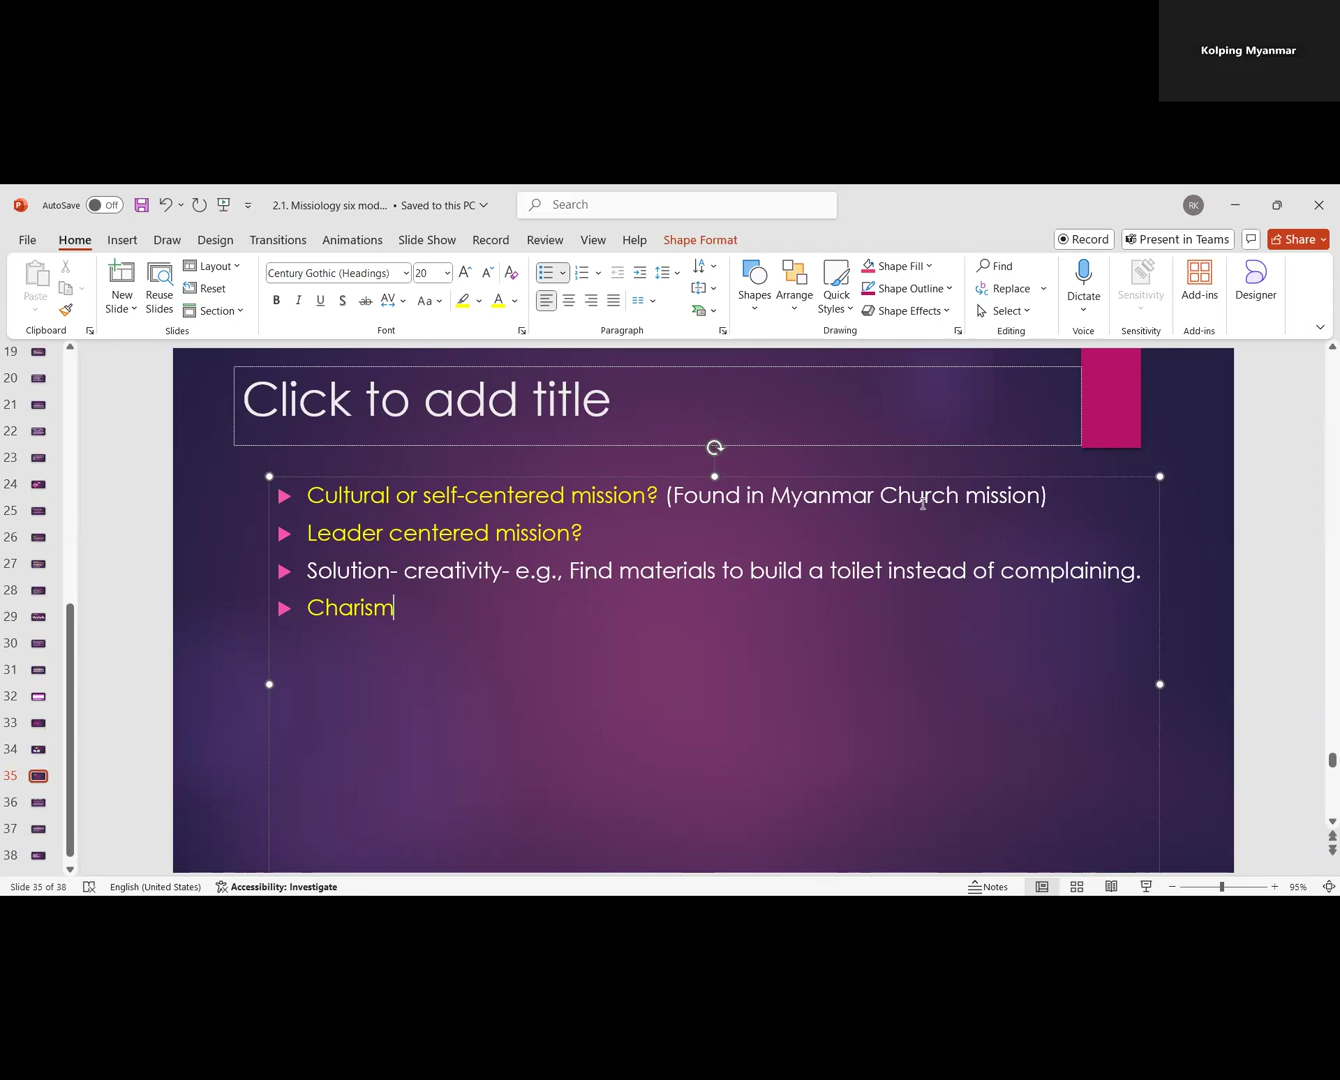 Kolping Myanmar
AutoSave Off 2.1. Missiology six mod... • Saved to this PC Search RK
File Home Insert Draw Design Transitions Animations Slide Show Record Review View Help Shape Format Record Present in Teams Share
Paste New Slide Reuse Slides Layout Reset Section
Century Gothic (Headings) 20
B I U S ab AV Aa A
Shapes Arrange Quick Styles Shape Fill Shape Outline Shape Effects
Find Replace Select Dictate Sensitivity Add-ins Designer
Clipboard Slides Font Paragraph Drawing Editing Voice Sensitivity Add-ins
19
20
21
22
23
24
25
26
27
28
29
30
31
32
33
34
35
36
37
38
Click to add title
Cultural or self-centered mission? (Found in Myanmar Church mission)
Leader centered mission?
Solution- creativity- e.g., Find materials to build a toilet instead of complaining.
Charism
Slide 35 of 38 English (United States) Accessibility: Investigate Notes 95%